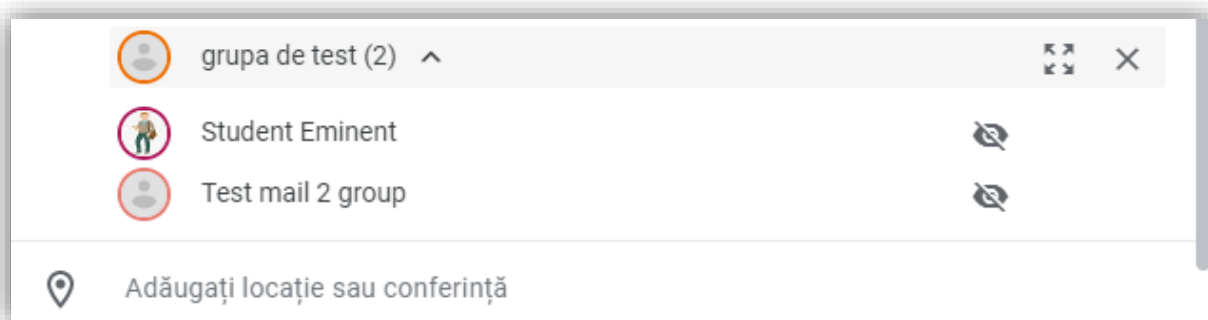 grupa de test (2)
Student Eminent
Test mail 2 group
Adăugați locație sau conferință